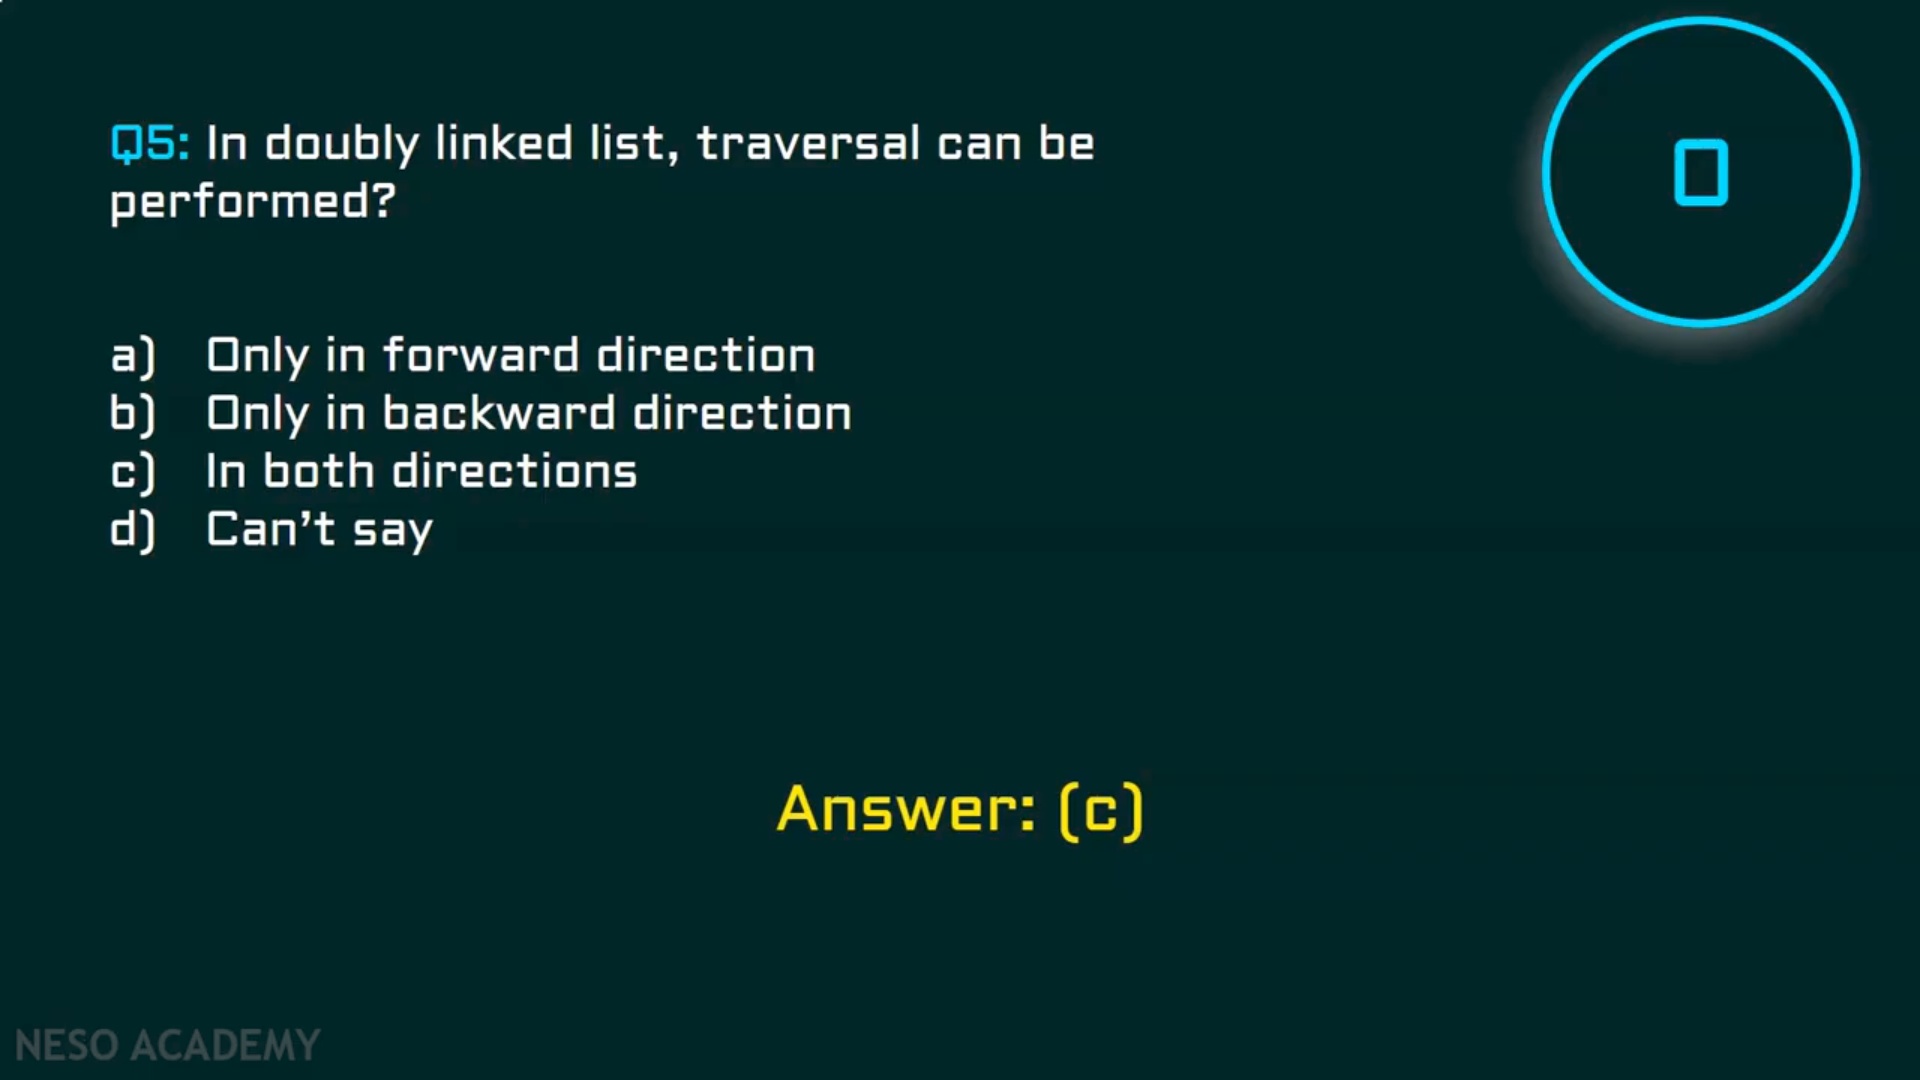 Q5: In doubly linked list, traversal can be
performed?
0
a) Only in forward direction
b) Only in backward direction
c) In both directions
d) Can't say
Answer: (c)
NESO ACADEMY